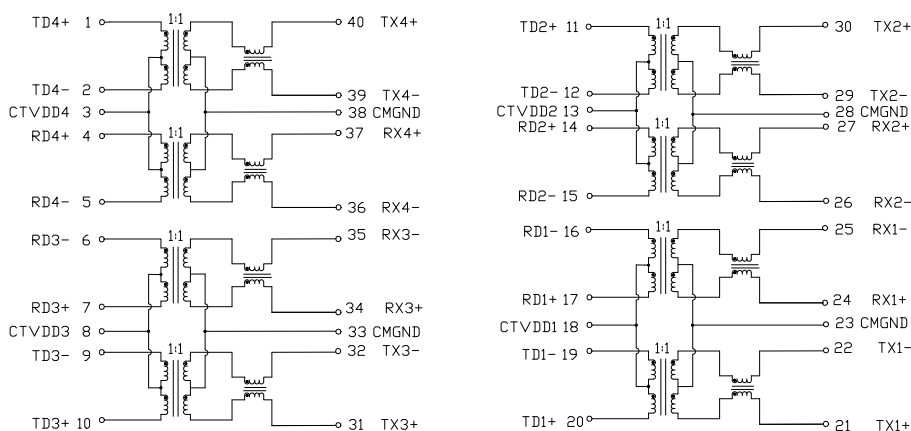 TD4+ 1 1:1 40 TX4+
TD4- 2 39 TX4-
CTVDD4 3 38 CMGND
RD4+ 4 1:1 37 RX4+
RD4- 5 36 RX4-
RD3- 6 1:1 35 RX3-
RD3+ 7 34 RX3+
CTVDD3 8 33 CMGND
TD3- 9 1:1 32 TX3-
TD3+ 10 31 TX3+
TD2+ 11 1:1 30 TX2+
TD2- 12 29 TX2-
CTVDD2 13 28 CMGND
RD2+ 14 1:1 27 RX2+
RD2- 15 26 RX2-
RD1- 16 1:1 25 RX1-
RD1+ 17 24 RX1+
CTVDD1 18 23 CMGND
TD1- 19 1:1 22 TX1-
TD1+ 20 21 TX1+